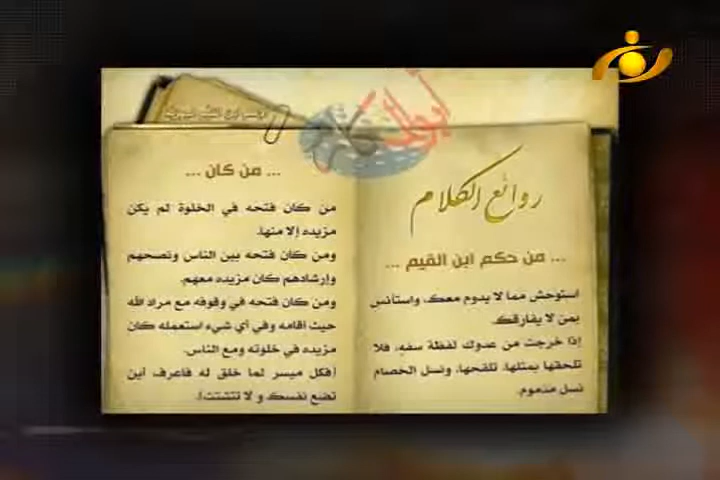 روائع الكلام
... من حكم ابن القيم ...
استوحش مما لا يدوم معك، واستأنس
بمن لا يفارقك.
إذا خرجت من عدوك لفظة سفهٍ، فلا
تلحقها بمثلها، تلقحها، ونسل الخصام
نسل مذموم.
... من كان ...
من كان فتحه في الخلوة لم يكن
مزيده إلا منها.
ومن كان فتحه بين الناس ونصحهم
وإرشادهم كان مزيده معهم.
ومن كان فتحه في وقوفه مع مراد الله
حيث أقامه وفي أي شيء استعمله كان
مزيده في خلوته ومع الناس.
(فكل ميسر لما خلق له فاعرف أين
تضع نفسك و لا تتشتت).